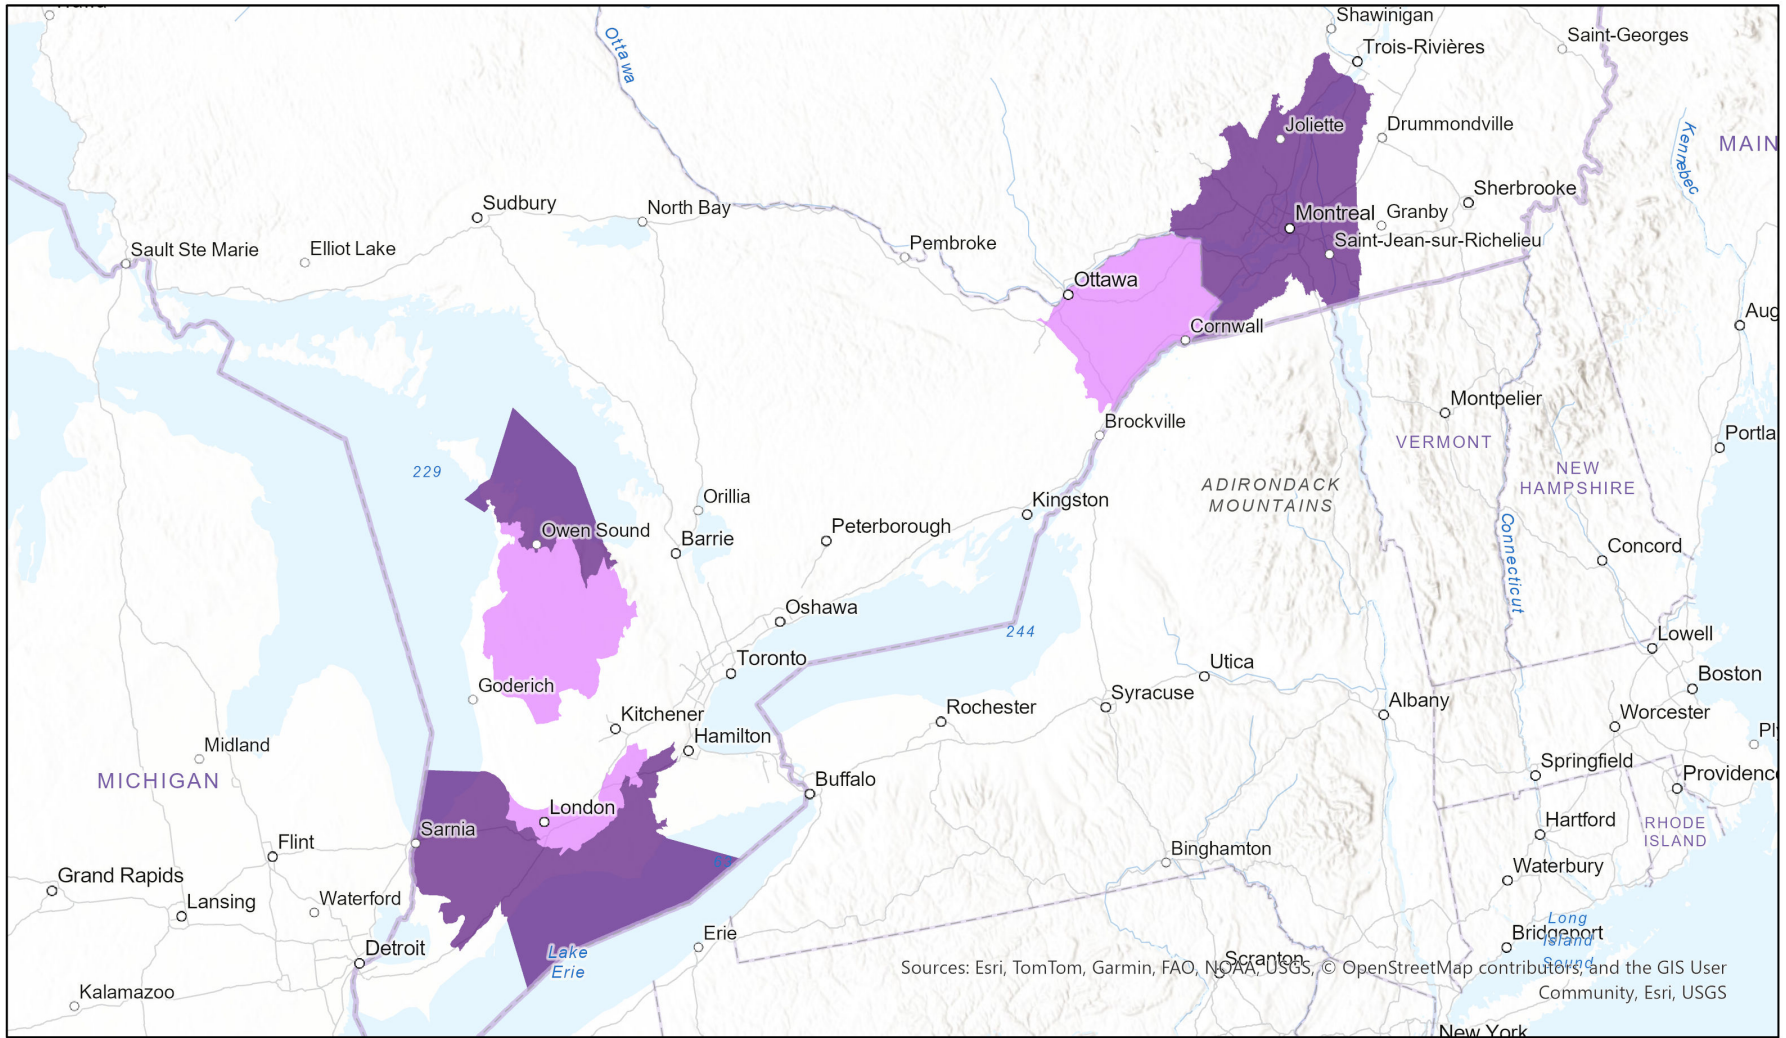 Shawinigan
Saint-Georges
Trois-Rivières
Ottawa
Joliette
Drummondville
Kennebec
MAIN
Sherbrooke
Sudbury
North Bay
Montreal
Granby
Saint-Jean-sur-Richelieu
Sault Ste Marie
Elliot Lake
Pembroke
Ottawa
Cornwall
Aug
Montpelier
Brockville
VERMONT
Portla
229
ADIRONDACK
MOUNTAINS
NEW
HAMPSHIRE
Orillia
Kingston
Owen Sound
Barrie
Peterborough
Connecticut
Concord
Oshawa
244
Lowell
Toronto
Utica
Boston
Goderich
Syracuse
Albany
Kitchener
Rochester
Worcester
Hamilton
Pl
Midland
MICHIGAN
Buffalo
Springfield
Providence
London
Sarnia
Hartford
RHODE
ISLAND
Flint
Binghamton
Waterbury
Grand Rapids
Lansing
Waterford
Long
Island
Sound
Bridgeport
Detroit
Erie
Lake
Erie
Scranton
Sources: Esri, TomTom, Garmin, FAO, NOAA, USGS, © OpenStreetMap contributors, and the GIS User
Community, Esri, USGS
Kalamazoo
New York